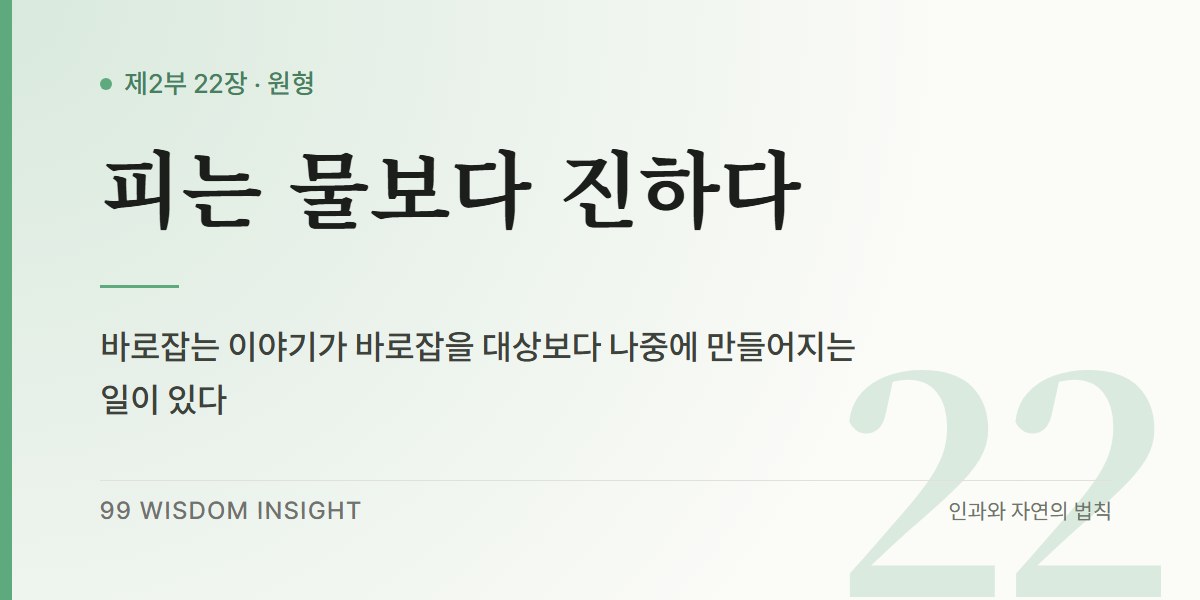 제2부 22장 · 원형
피는 물보다 진하다
바로잡는 이야기가 바로잡을 대상보다 나중에 만들어지는
일이 있다
99 WISDOM INSIGHT
인과와 자연의 법칙
22